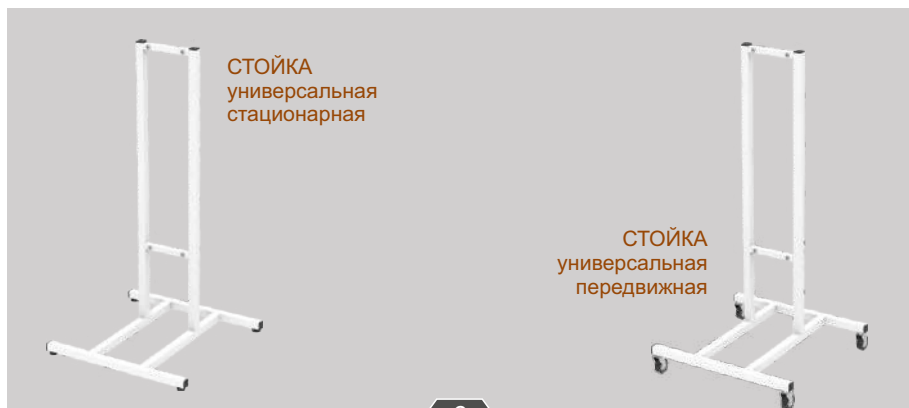 СТОЙКА
универсальная
стационарная
СТОЙКА
универсальная
передвижная